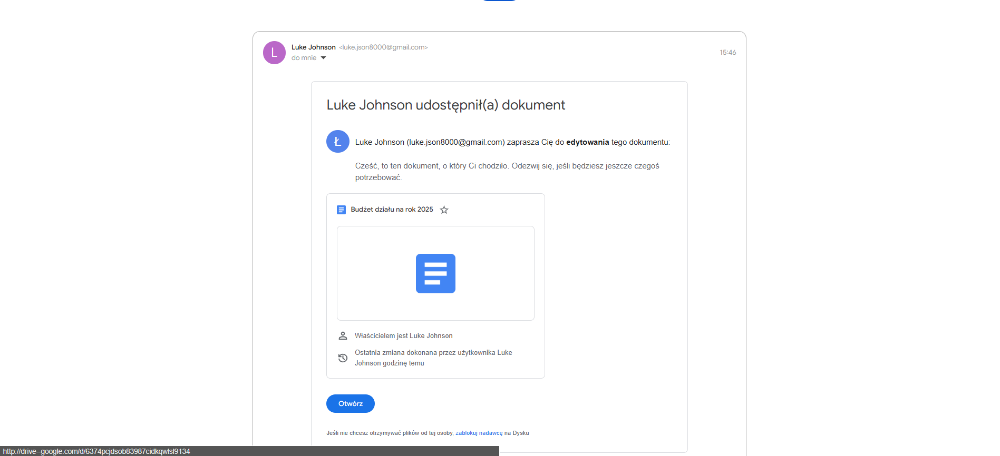 L
Luke Johnson <luke.json8000@gmail.com>
15:46
do mnie
Luke Johnson udostępnił(a) dokument
Ł
Luke Johnson (luke.json8000@gmail.com) zaprasza Cię do edytowania tego dokumentu:
Cześć, to ten dokument, o który Ci chodziło. Odezwij się, jeśli będziesz jeszcze czegoś
potrzebować.
Budżet działu na rok 2025
Właścicielem jest Luke Johnson
Ostatnia zmiana dokonana przez użytkownika Luke
Johnson godzinę temu
Otwórz
Jeśli nie chcesz otrzymywać plików od tej osoby, zablokuj nadawcę na Dysku
http://drive--google.com/d/6374pcjdsob83987cidkqwlsl9134